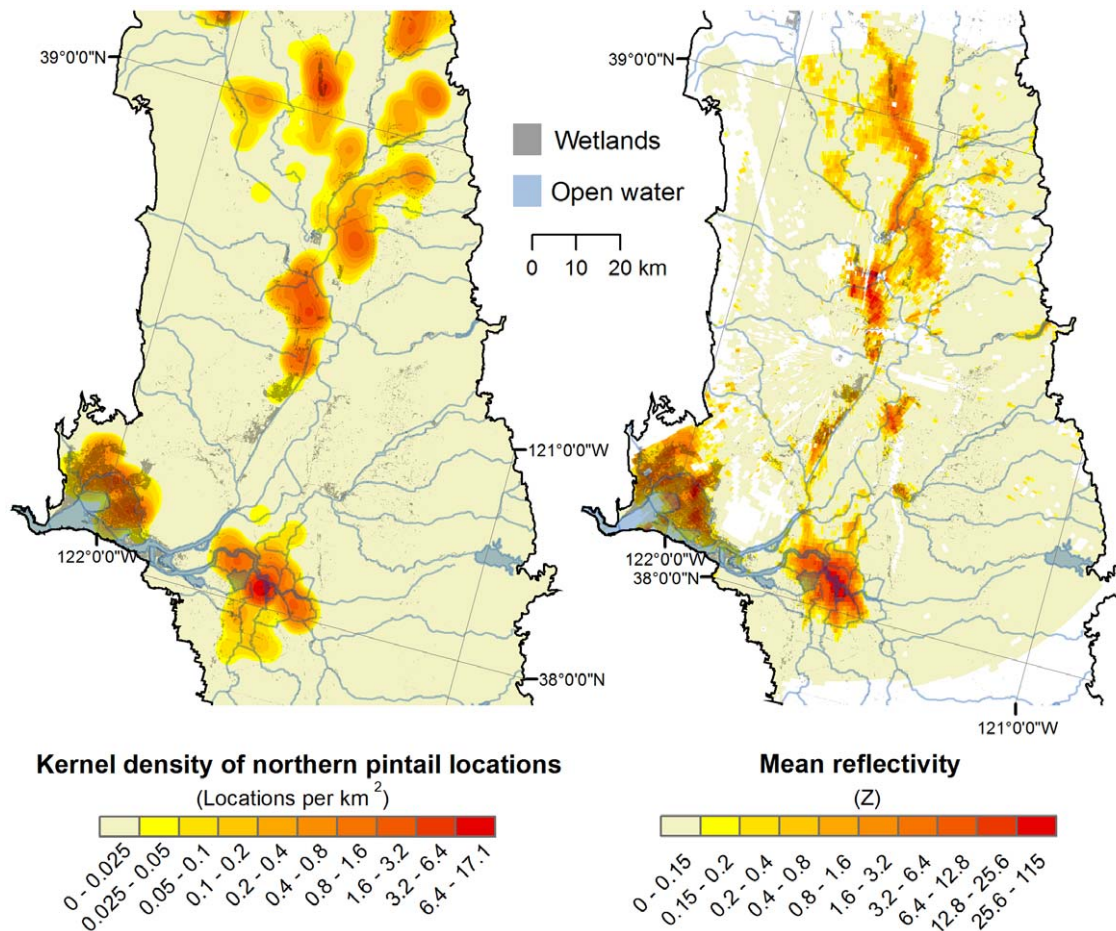 39°0'0"N
39°0'0"N
Wetlands
Open water
0 10 20 km
121°0'0"W
122°0'0"W
122°0'0"W
38°0'0"N
38°0'0"N
121°0'0"W
Kernel density of northern pintail locations
(Locations per km²)
0 - 0.025
0.025 - 0.05
0.05 - 0.1
0.1 - 0.2
0.2 - 0.4
0.4 - 0.8
0.8 - 1.6
1.6 - 3.2
3.2 - 6.4
6.4 - 17.1
Mean reflectivity
(Z)
0 - 0.15
0.15 - 0.2
0.2 - 0.4
0.4 - 0.8
0.8 - 1.6
1.6 - 3.2
3.2 - 6.4
6.4 - 12.8
12.8 - 25.6
25.6 - 115